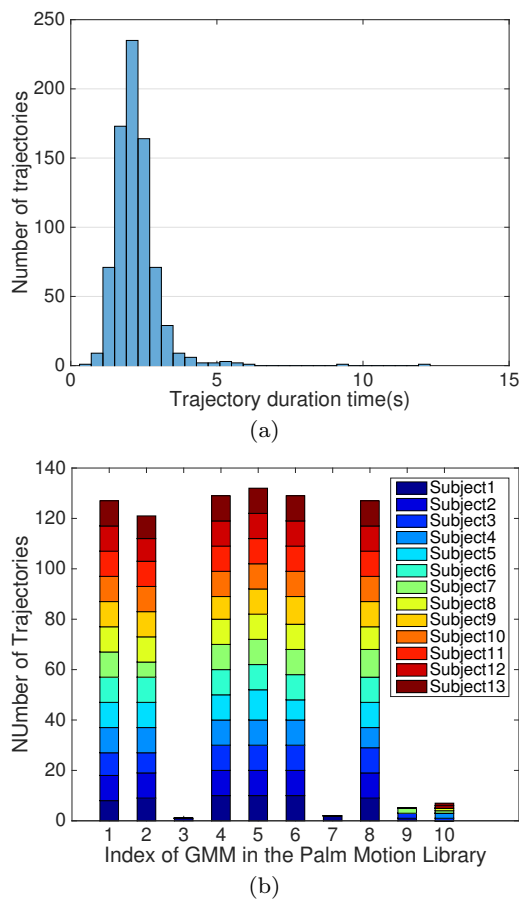 250
200
150
100
50
0
Number of trajectories
0 5 10 15
Trajectory duration time(s)
(a)
140
120
100
80
60
40
20
0
NUmber of Trajectories
Subject1
Subject2
Subject3
Subject4
Subject5
Subject6
Subject7
Subject8
Subject9
Subject10
Subject11
Subject12
Subject13
1 2 3 4 5 6 7 8 9 10
Index of GMM in the Palm Motion Library
(b)